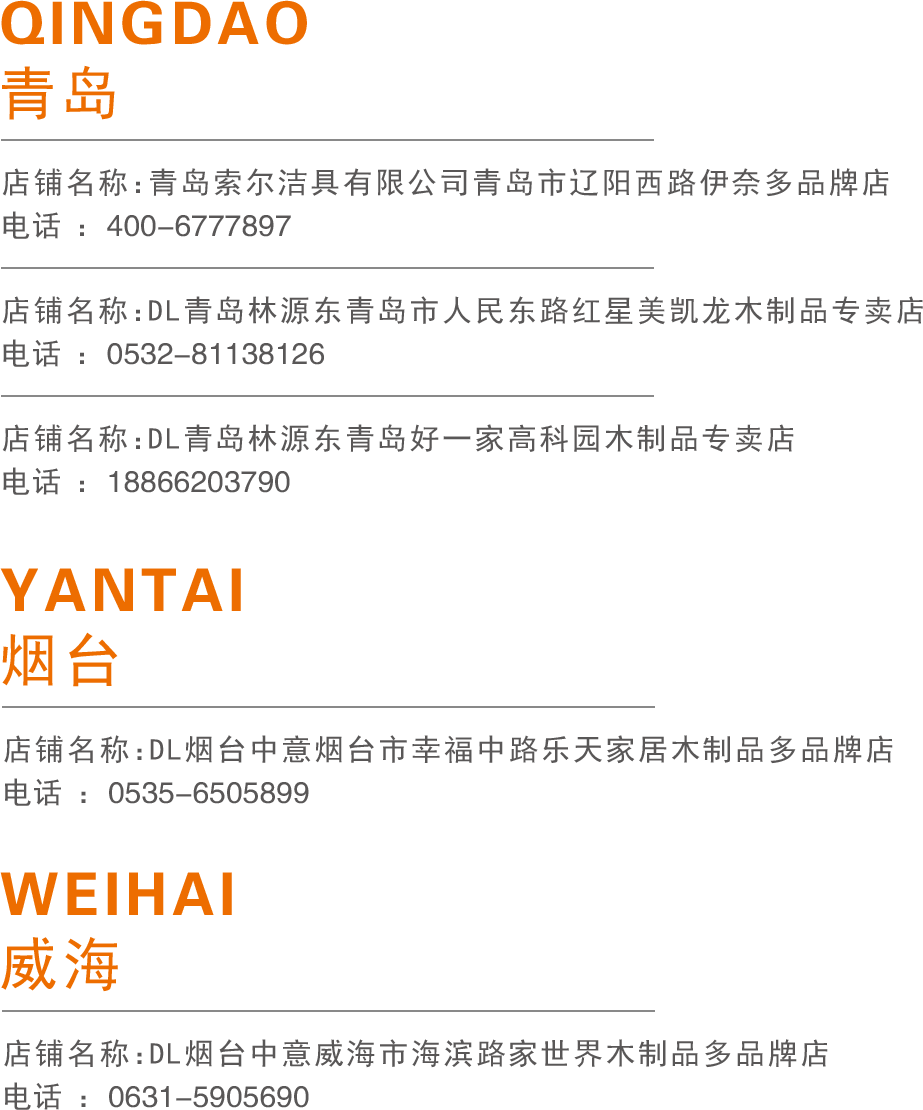 QINGDAO
青岛
店铺名称:青岛索尔洁具有限公司青岛市辽阳西路伊奈多品牌店
电话 : 400-6777897
店铺名称:DL青岛林源东青岛市人民东路红星美凯龙木制品专卖店
电话 : 0532-81138126
店铺名称:DL青岛林源东青岛好一家高科园木制品专卖店
电话 : 18866203790
YANTAI
烟台
店铺名称:DL烟台中意烟台市幸福中路乐天家居木制品多品牌店
电话 : 0535-6505899
WEIHAI
威海
店铺名称:DL烟台中意威海市海滨路家世界木制品多品牌店
电话 : 0631-5905690